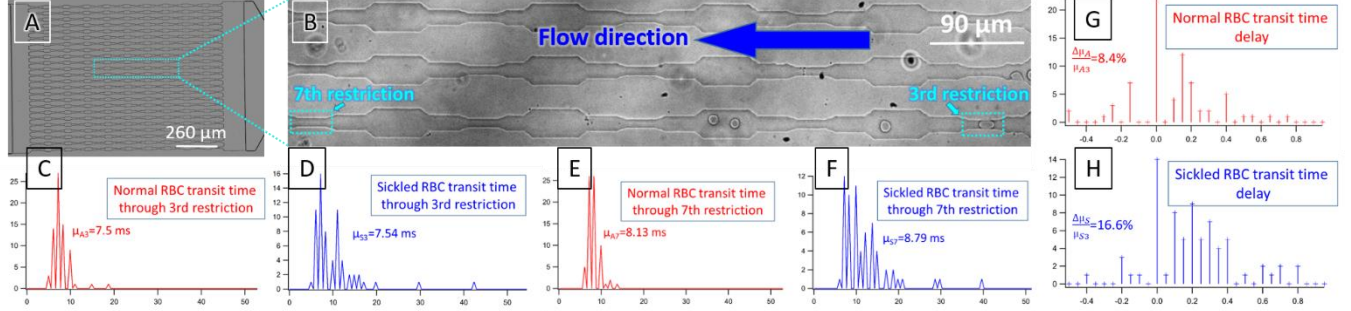 A
260 µm
B
Flow direction
90 µm
7th restriction
3rd restriction
C
Normal RBC transit time
through 3rd restriction
μA3=7.5 ms
25
20
15
10
5
0
0 10 20 30 40 50
D
Sickled RBC transit time
through 3rd restriction
μS3=7.54 ms
16
14
12
10
8
6
4
2
0
0 10 20 30 40 50
E
Normal RBC transit time
through 7th restriction
μA7=8.13 ms
25
20
15
10
5
0
0 10 20 30 40 50
F
Sickled RBC transit time
through 7th restriction
μS7=8.79 ms
12
10
8
6
4
2
0
0 10 20 30 40 50
G
Normal RBC transit time
delay
ΔμA
μA3
=8.4%
20
15
10
5
0
-0.4 -0.2 0.0 0.2 0.4 0.6 0.8
H
Sickled RBC transit time
delay
ΔμS
μS3
=16.6%
14
12
10
8
6
4
2
0
-0.4 -0.2 0.0 0.2 0.4 0.6 0.8